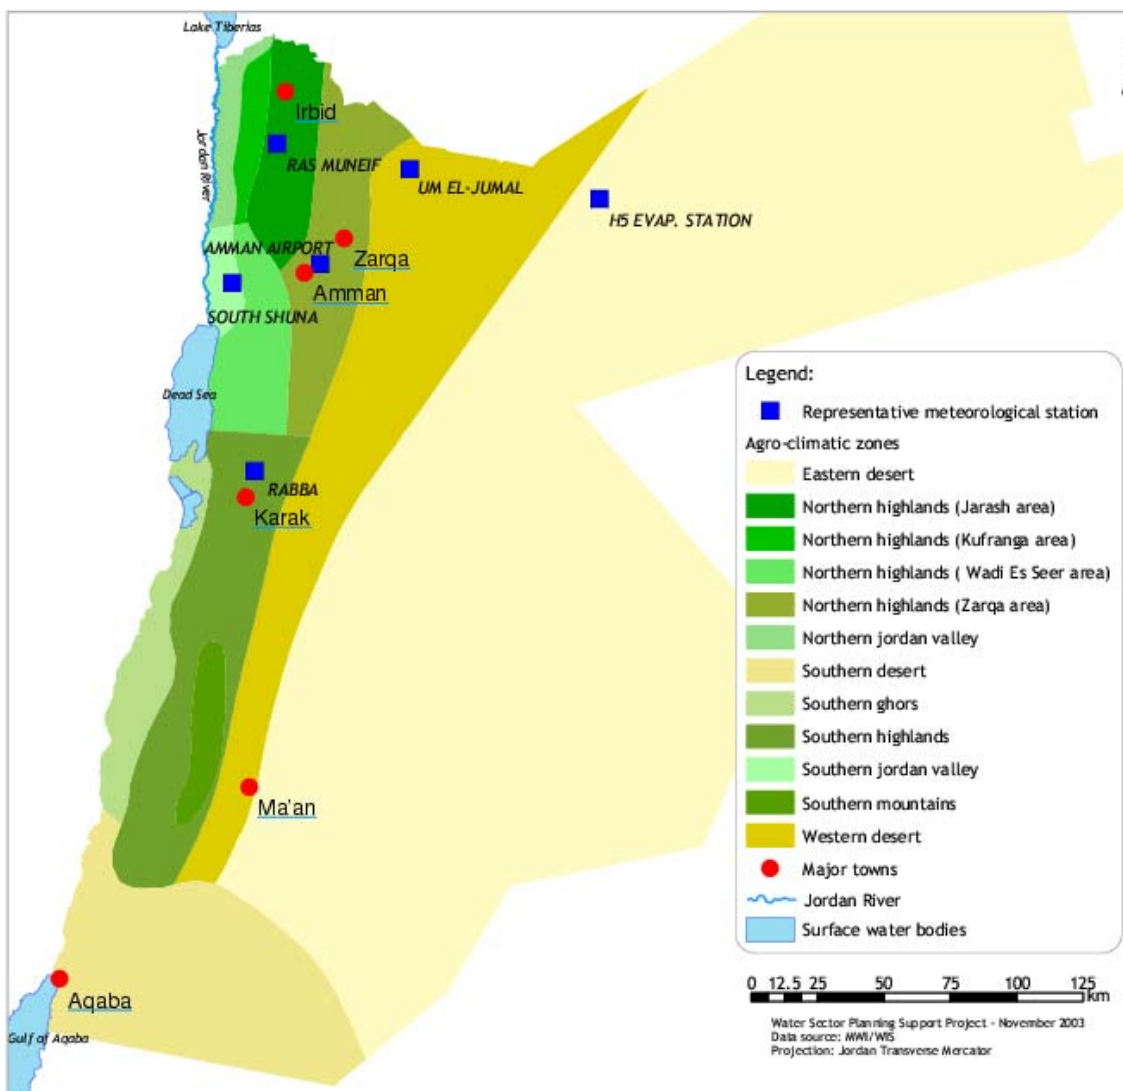 Lake Tiberias
Jordan River
Irbid
RAS MUNEIF
UM EL-JUMAL
H5 EVAP. STATION
AMMAN AIRPORT
Zarqa
Amman
SOUTH SHUNA
Dead Sea
RABBA
Karak
Ma'an
Aqaba
Gulf of Aqaba
Legend:
Representative meteorological station
Agro-climatic zones
Eastern desert
Northern highlands (Jarash area)
Northern highlands (Kufranga area)
Northern highlands ( Wadi Es Seer area)
Northern highlands (Zarqa area)
Northern jordan valley
Southern desert
Southern ghors
Southern highlands
Southern jordan valley
Southern mountains
Western desert
Major towns
Jordan River
Surface water bodies
0 12.5 25 50 75 100 125
km
Water Sector Planning Support Project - November 2003
Data source: MWI/WIS
Projection: Jordan Transverse Mercator